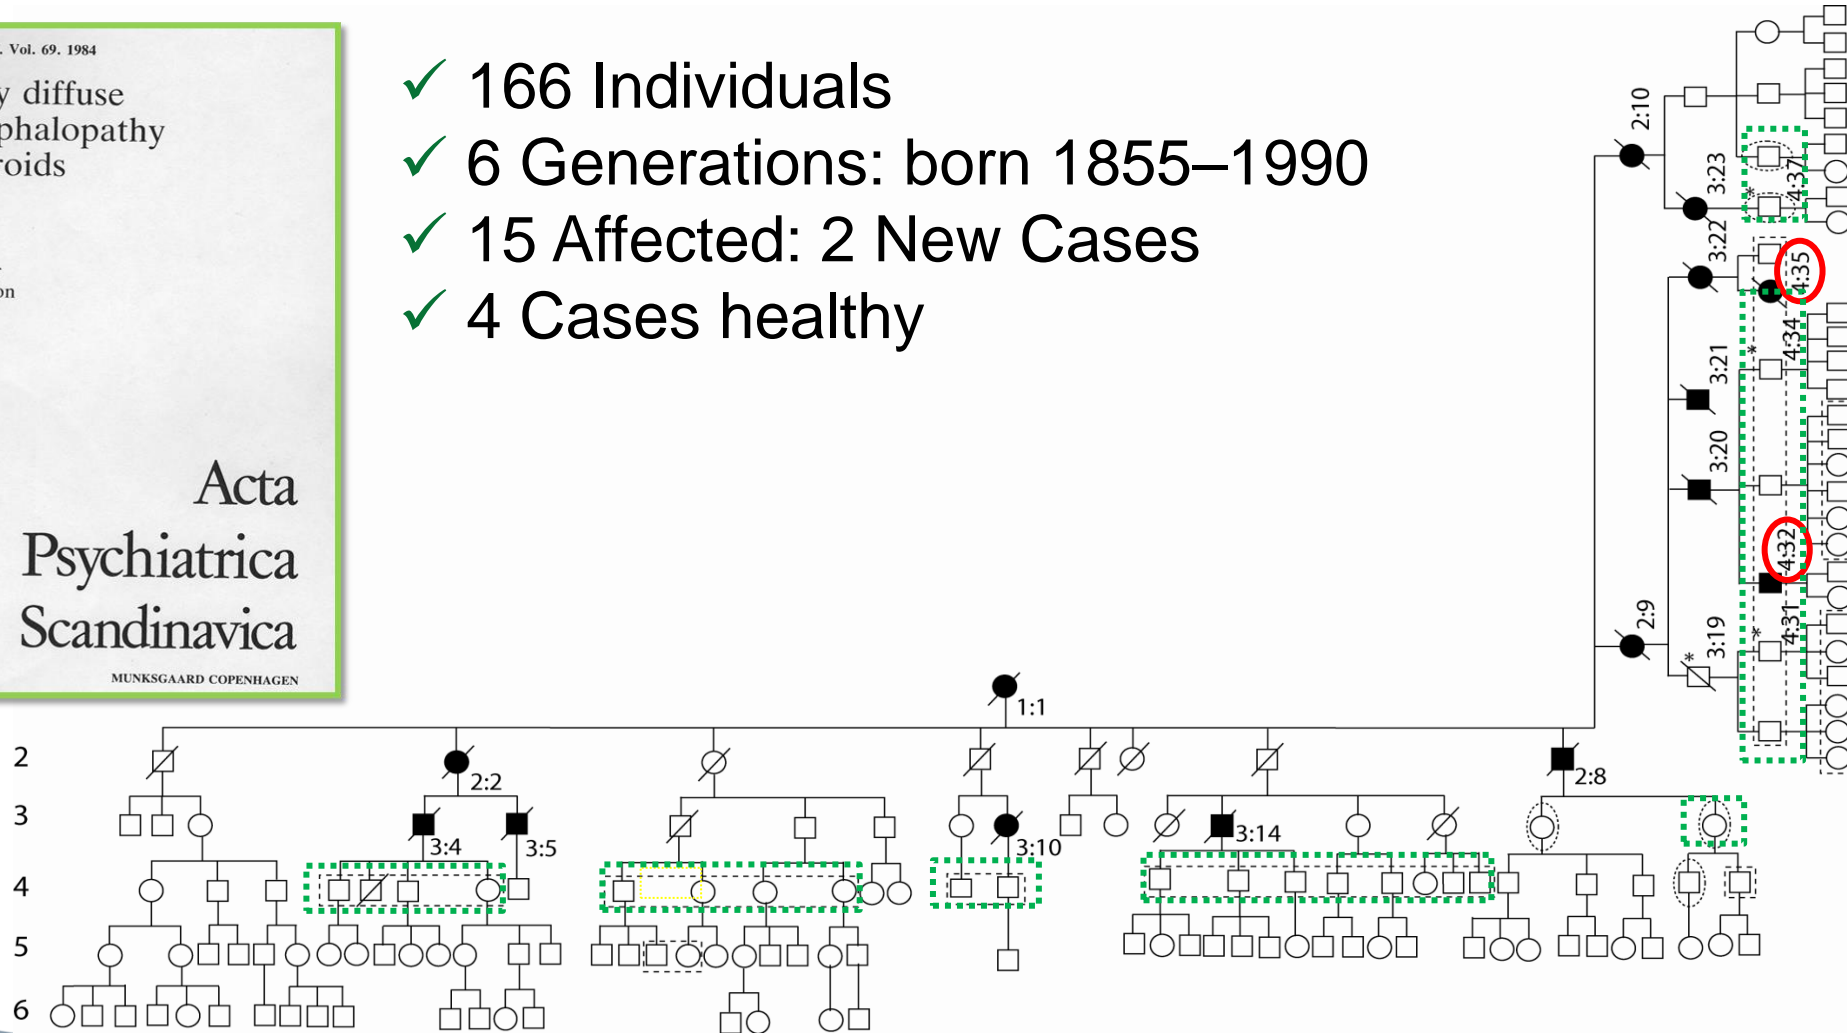 . Vol. 69. 1984
y diffuse
phalopathy
roids
on
Acta
Psychiatrica
Scandinavica
MUNKSGAARD COPENHAGEN
✓ 166 Individuals
✓ 6 Generations: born 1855–1990
✓ 15 Affected: 2 New Cases
✓ 4 Cases healthy
2:10
3:23
4:37
*
3:22
4:35
4:34
*
3:21
3:20
4:32
4:31
*
2:9
3:19
*
1:1
2
2:2
2:8
3
3:4
3:5
3:10
3:14
4
5
6